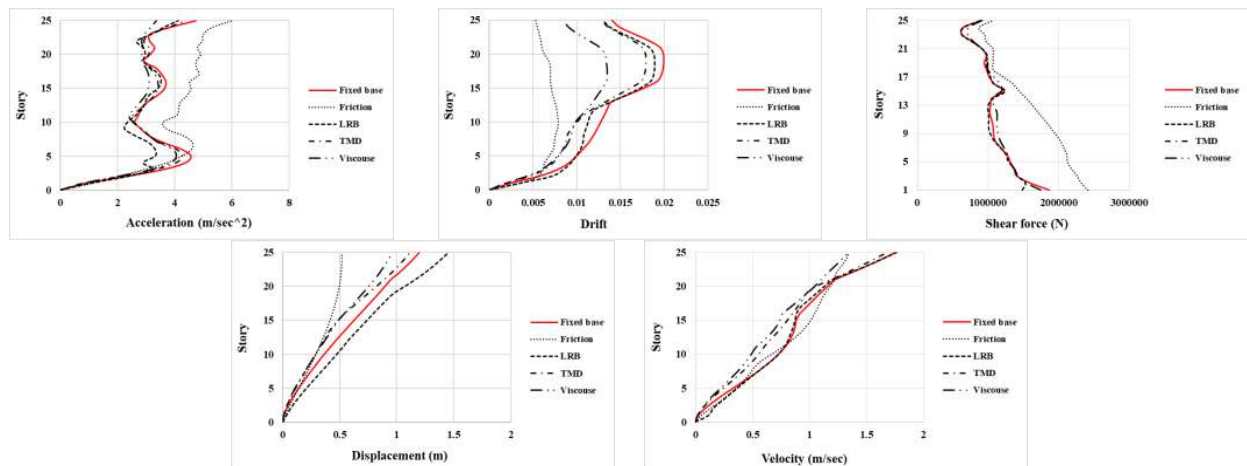 25
20
15
10
5
0
Story
0
2
4
6
8
Acceleration (m/sec^2)
Fixed base
Friction
LRB
TMD
Viscouse
25
20
15
10
5
0
Story
0
0.005
0.01
0.015
0.02
0.025
Drift
Fixed base
Friction
LRB
TMD
Viscouse
25
21
17
13
9
5
1
Story
0
1000000
2000000
3000000
Shear force (N)
Fixed base
Friction
LRB
TMD
Viscouse
25
20
15
10
5
0
Story
0
0.5
1
1.5
2
Displacement (m)
Fixed base
Friction
LRB
TMD
Viscouse
25
20
15
10
5
0
Story
0
0.5
1
1.5
2
Velocity (m/sec)
Fixed base
Friction
LRB
TMD
Viscouse